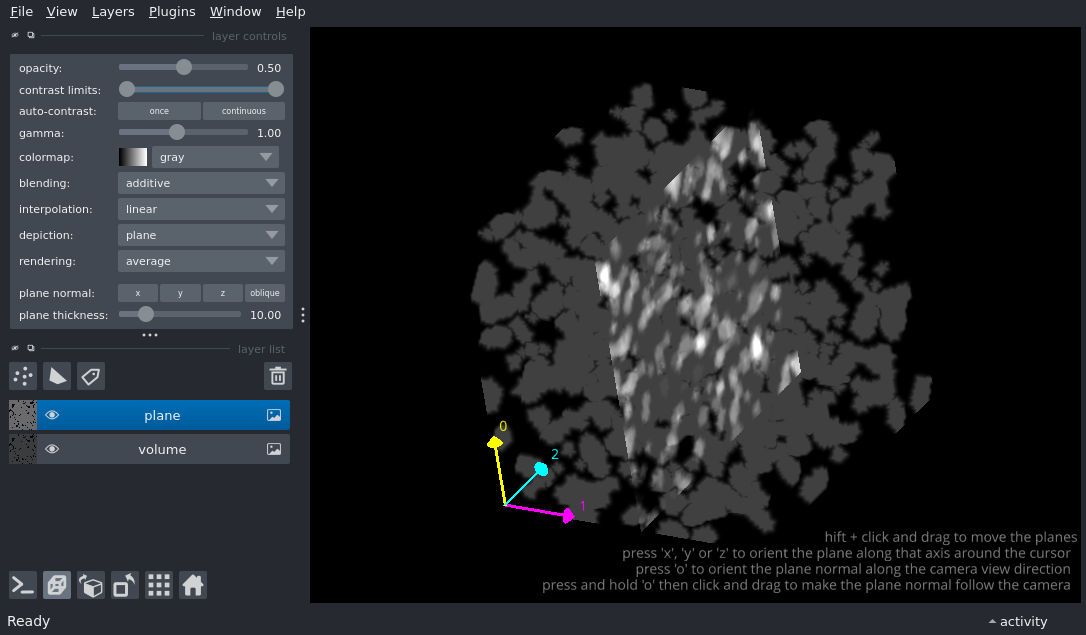 File View Layers Plugins Window Help
layer controls
opacity: 0.50
contrast limits:
auto-contrast: once continuous
gamma: 1.00
colormap: gray
blending: additive
interpolation: linear
depiction: plane
rendering: average
plane normal: x y z oblique
plane thickness: 10.00
layer list
plane
volume
0
2
1
hift + click and drag to move the planes
press 'x', 'y' or 'z' to orient the plane along that axis around the cursor
press 'o' to orient the plane normal along the camera view direction
press and hold 'o' then click and drag to make the plane normal follow the camera
Ready
activity